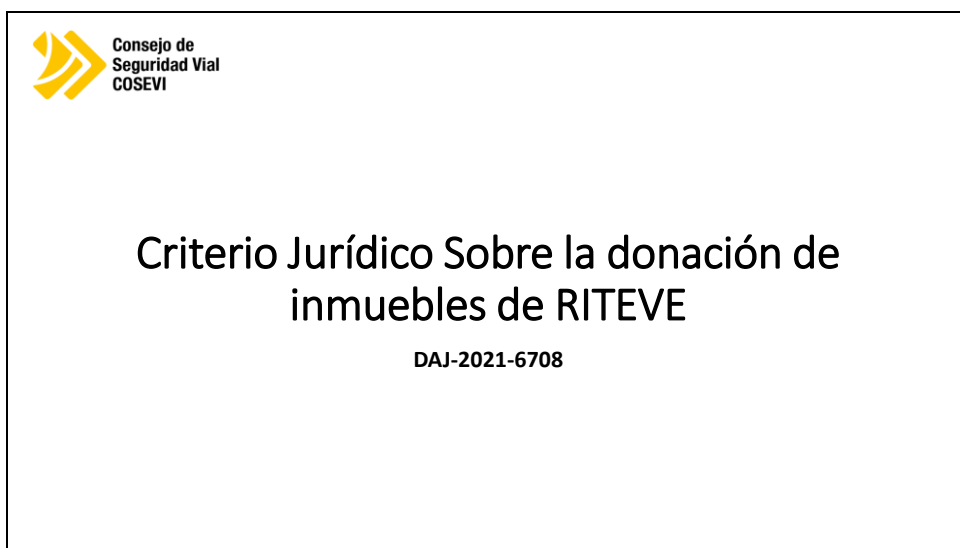 Consejo de
Seguridad Vial
COSEVI
Criterio Jurídico Sobre la donación de
inmuebles de RITEVE
DAJ-2021-6708